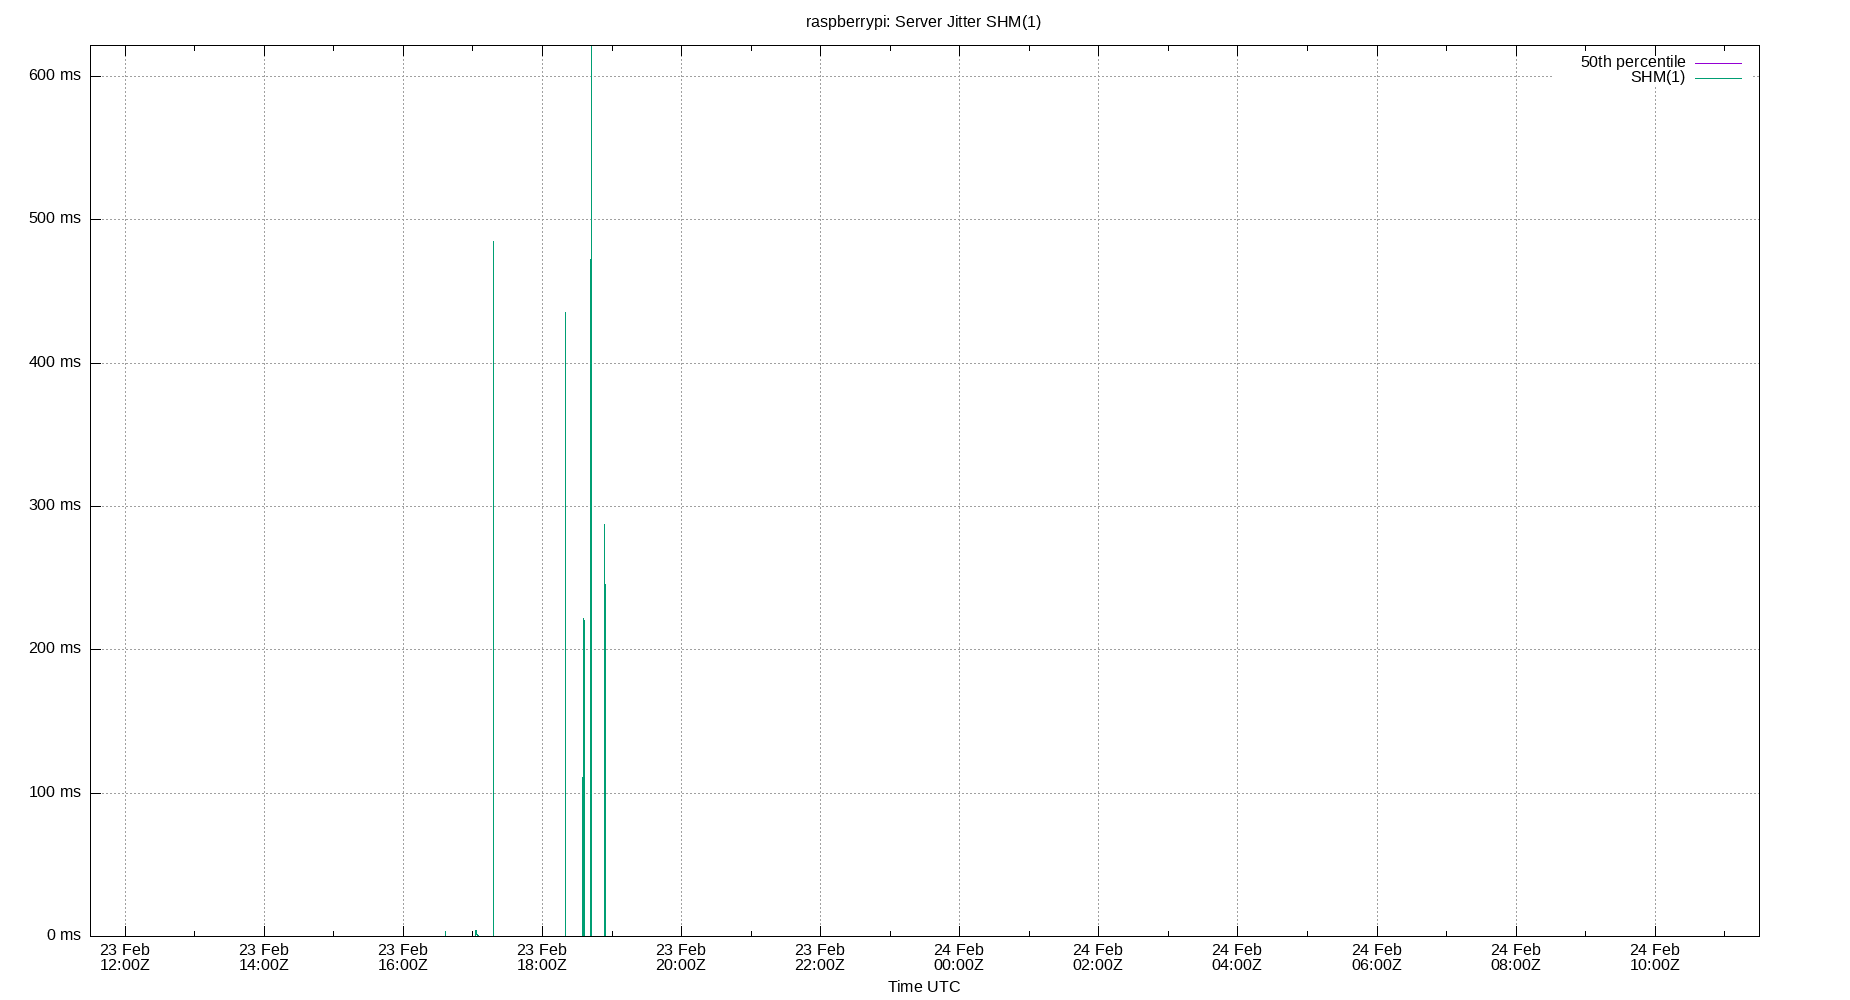 raspberrypi: Server Jitter SHM(1)
50th percentile
SHM(1)
600 ms
500 ms
400 ms
300 ms
200 ms
100 ms
0 ms
23 Feb 23 Feb 23 Feb 23 Feb 23 Feb 23 Feb 24 Feb 24 Feb 24 Feb 24 Feb 24 Feb 24 Feb
12:00Z 14:00Z 16:00Z 18:00Z 20:00Z 22:00Z 00:00Z 02:00Z 04:00Z 06:00Z 08:00Z 10:00Z
Time UTC